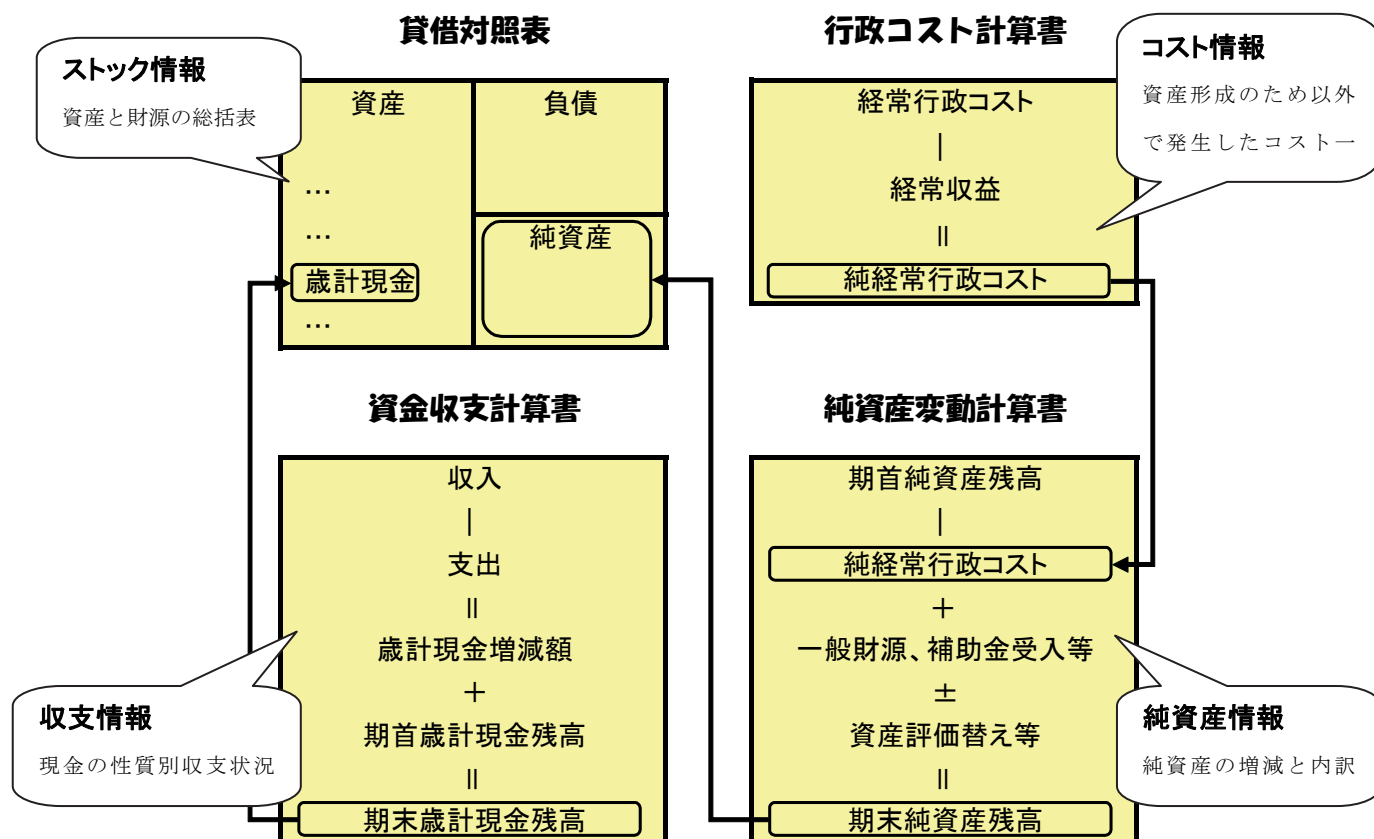 貸借対照表
ストック情報
資産と財源の総括表
資産
負債
…
…
純資産
歳計現金
…
行政コスト計算書
コスト情報
資産形成のため以外
で発生したコスト一
経常行政コスト
|
経常収益
||
純経常行政コスト
資金収支計算書
収入
|
支出
||
歳計現金増減額
+
期首歳計現金残高
||
期末歳計現金残高
収支情報
現金の性質別収支状況
純資産変動計算書
期首純資産残高
|
純経常行政コスト
+
一般財源、補助金受入等
±
資産評価替え等
||
期末純資産残高
純資産情報
純資産の増減と内訳